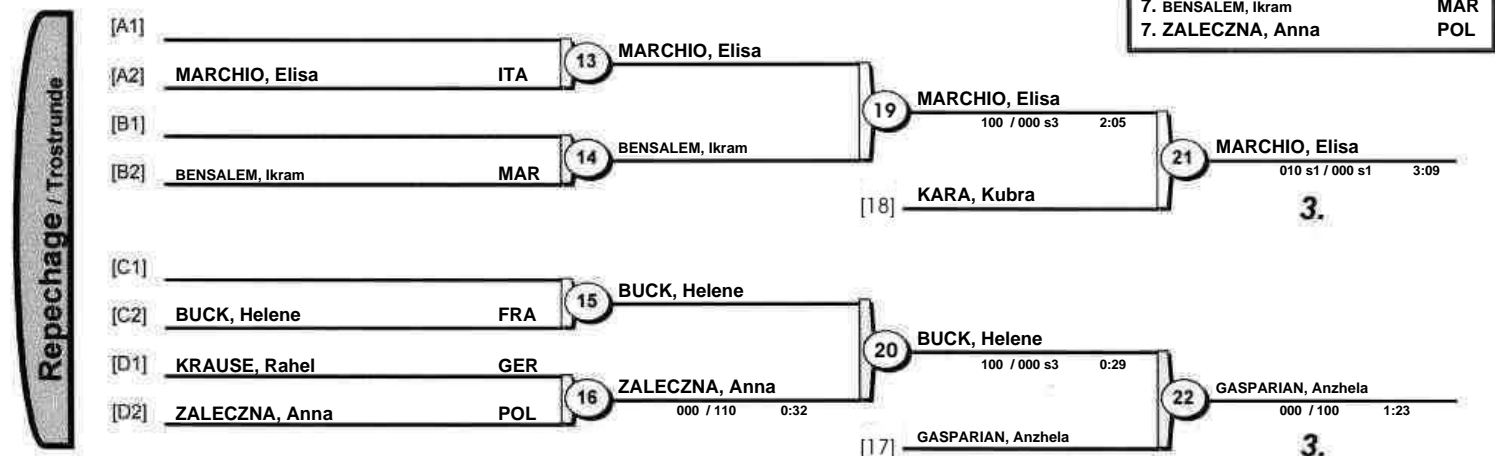 7. BENSALEM, Ikram MAR
7. ZALECZNA, Anna POL
Repechage / Trostrunde
[A1]
[A2] MARCHIO, Elisa ITA
13 MARCHIO, Elisa
[B1]
[B2] BENSALEM, Ikram MAR
14 BENSALEM, Ikram
19 MARCHIO, Elisa
100 / 000 s3 2:05
[18] KARA, Kubra
21 MARCHIO, Elisa
010 s1 / 000 s1 3:09
3.
[C1]
[C2] BUCK, Helene FRA
15 BUCK, Helene
[D1] KRAUSE, Rahel GER
[D2] ZALECZNA, Anna POL
16 ZALECZNA, Anna
000 / 110 0:32
20 BUCK, Helene
100 / 000 s3 0:29
[17] GASPARIAN, Anzhela
22 GASPARIAN, Anzhela
000 / 100 1:23
3.